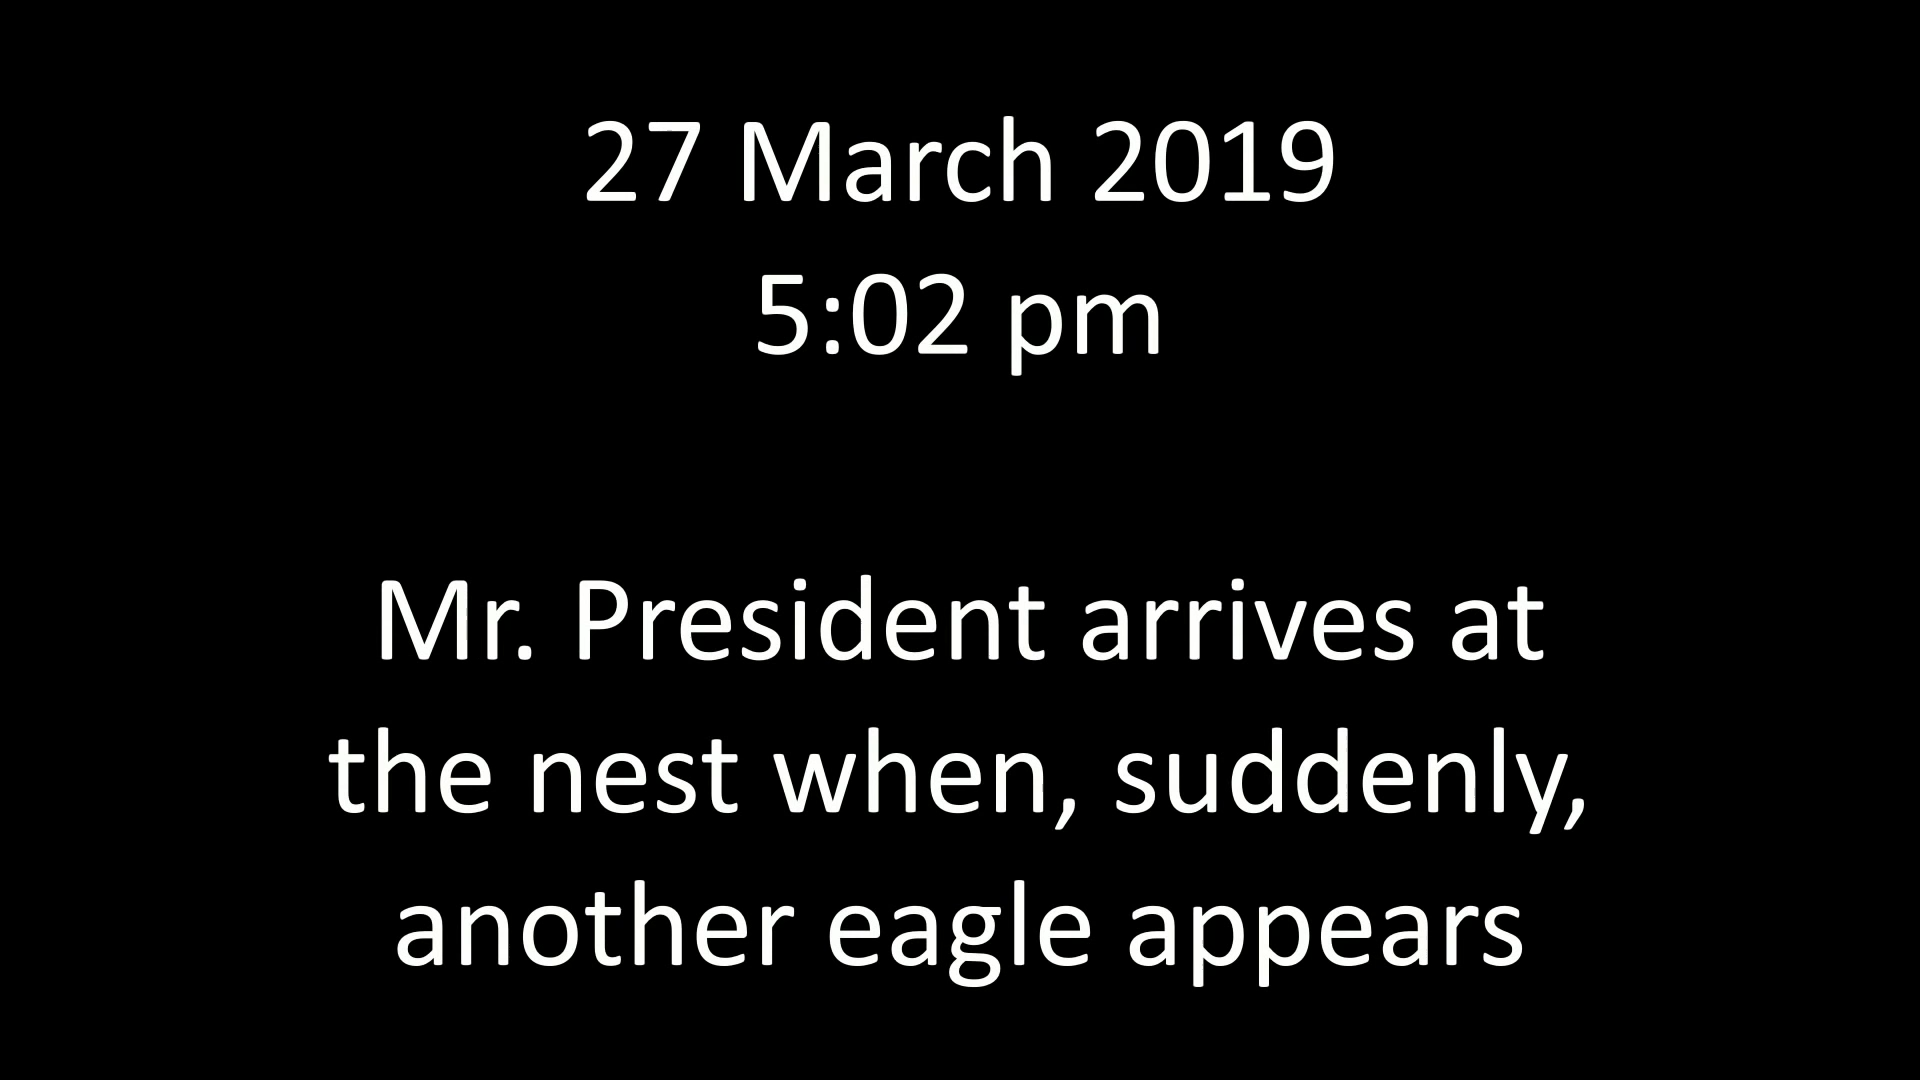 27 March 2019
5:02 pm
Mr. President arrives at
the nest when, suddenly,
another eagle appears